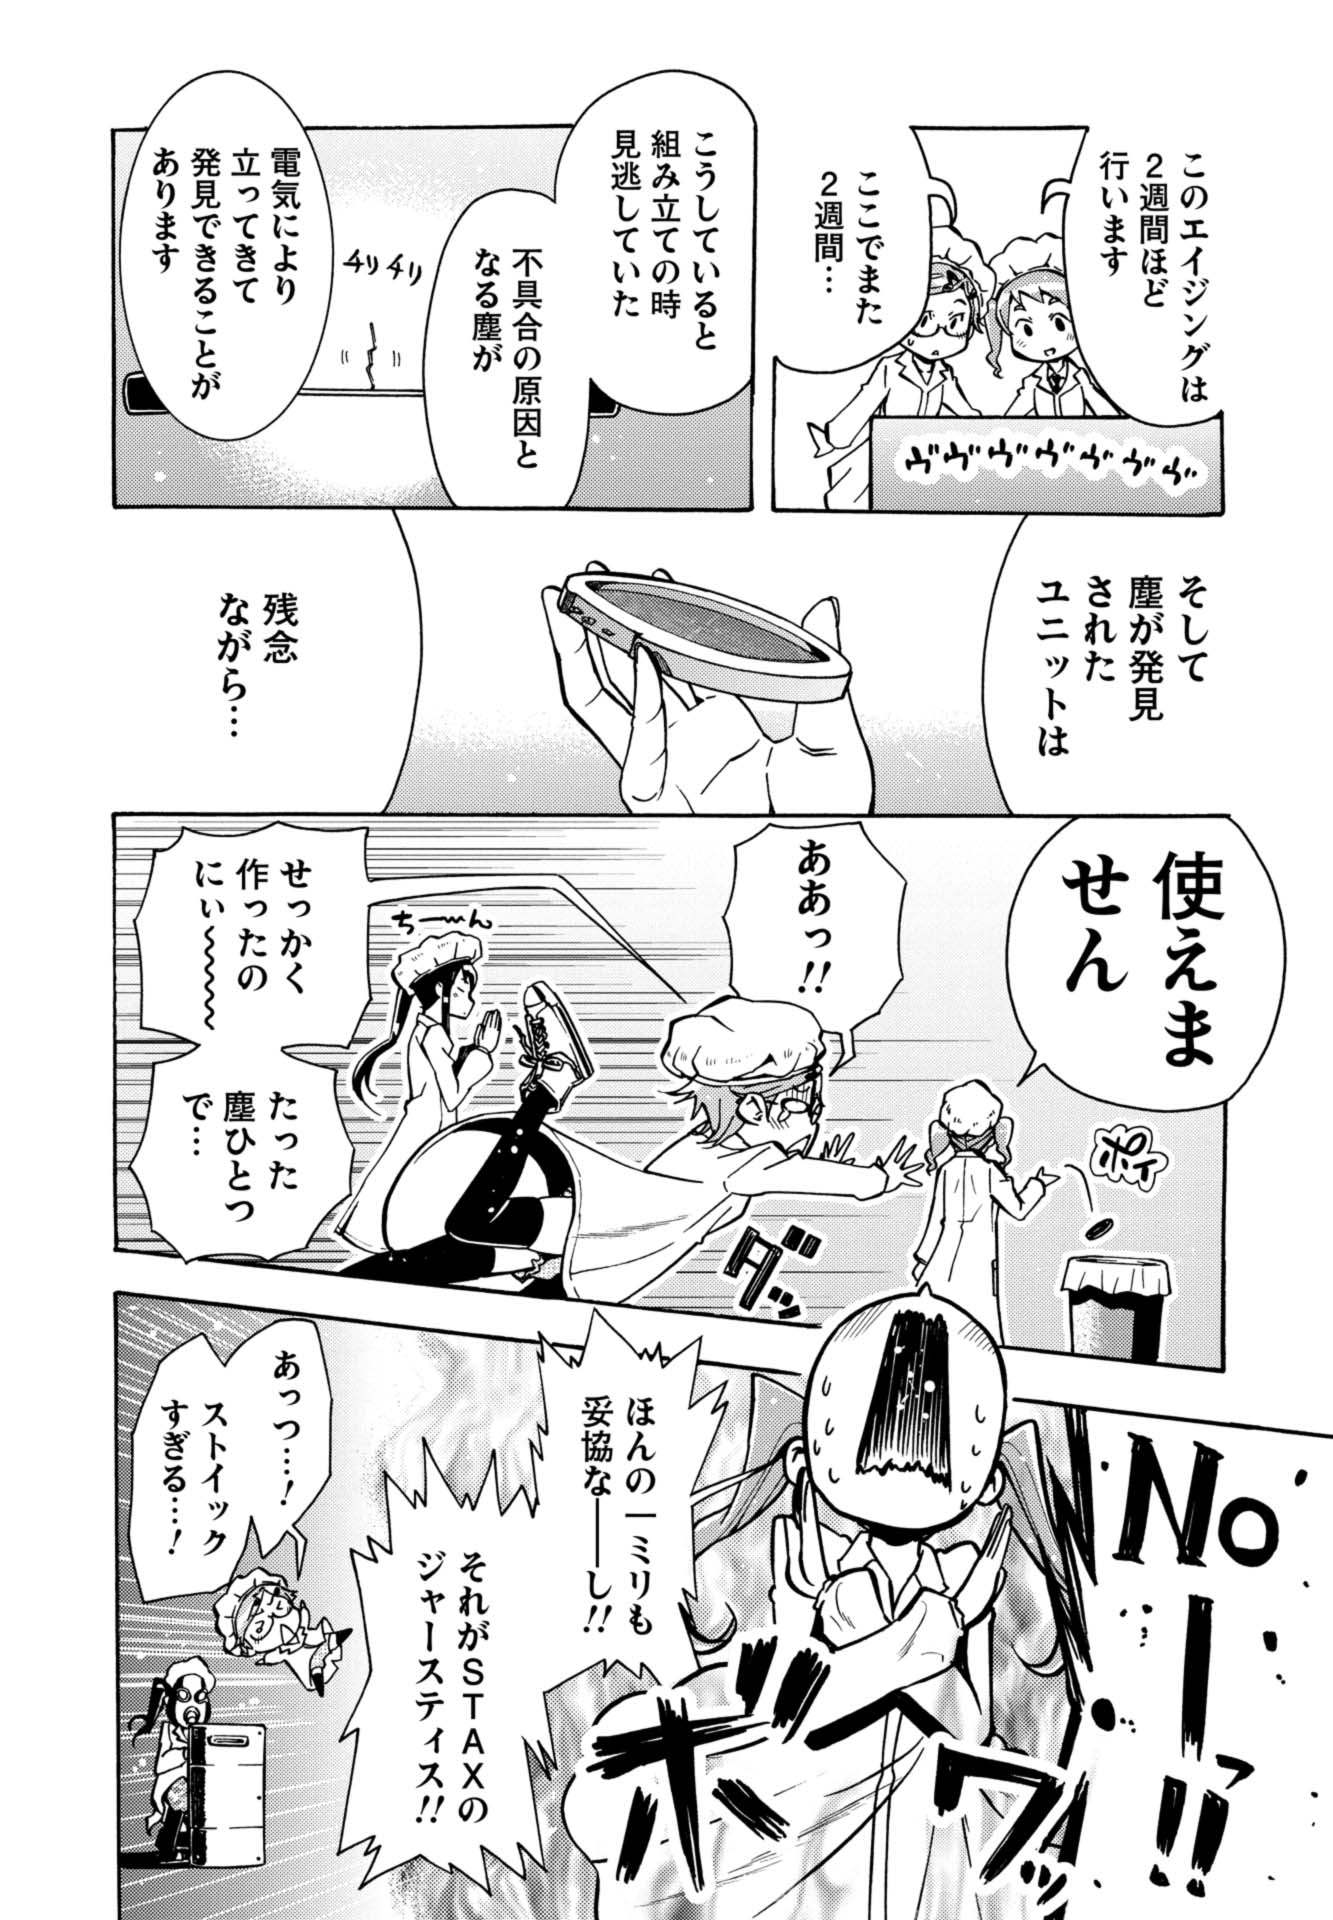 このエイジングは
2週間ほど
行います
ここでまた
2週間…
ヴヴヴヴヴヴヴ
こうしていると
組み立ての時
見逃していた
不具合の原因と
なる塵が
チリチリ
電気により
立ってきて
発見できることが
あります
そして
塵が発見
された
ユニットは
残念
ながら…
使えま
せん
ポイ
ああっ!!
ダッ
ちーーん
せっかく
作ったの
にぃ〜〜〜〜
たった
塵ひとつ
で…
No
ーッ!!
ボワッ
ほんの一ミリも
妥協な――し!!
それがSTAXの
ジャースティス!!
あっつ…!
ストイック
すぎる…!